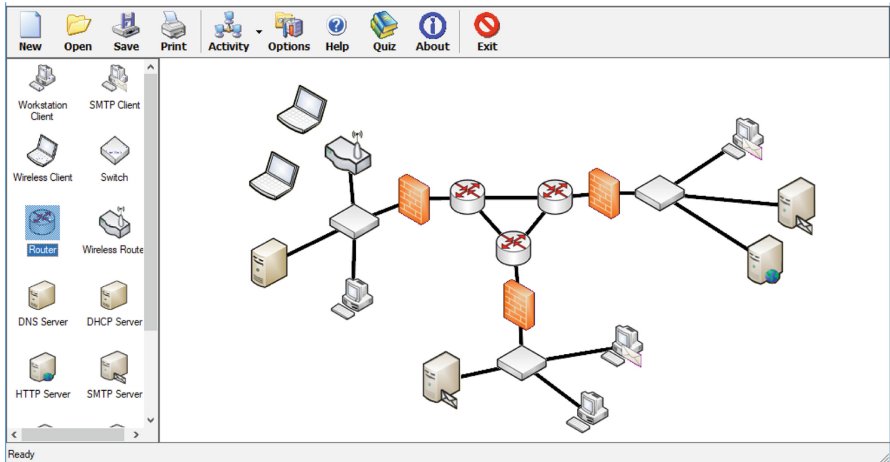 New Open Save Print Activity Options Help Quiz About Exit
Workstation
Client
SMTP Client
Wireless Client
Switch
Router
Wireless Route
DNS Server
DHCP Server
HTTP Server
SMTP Server
Ready